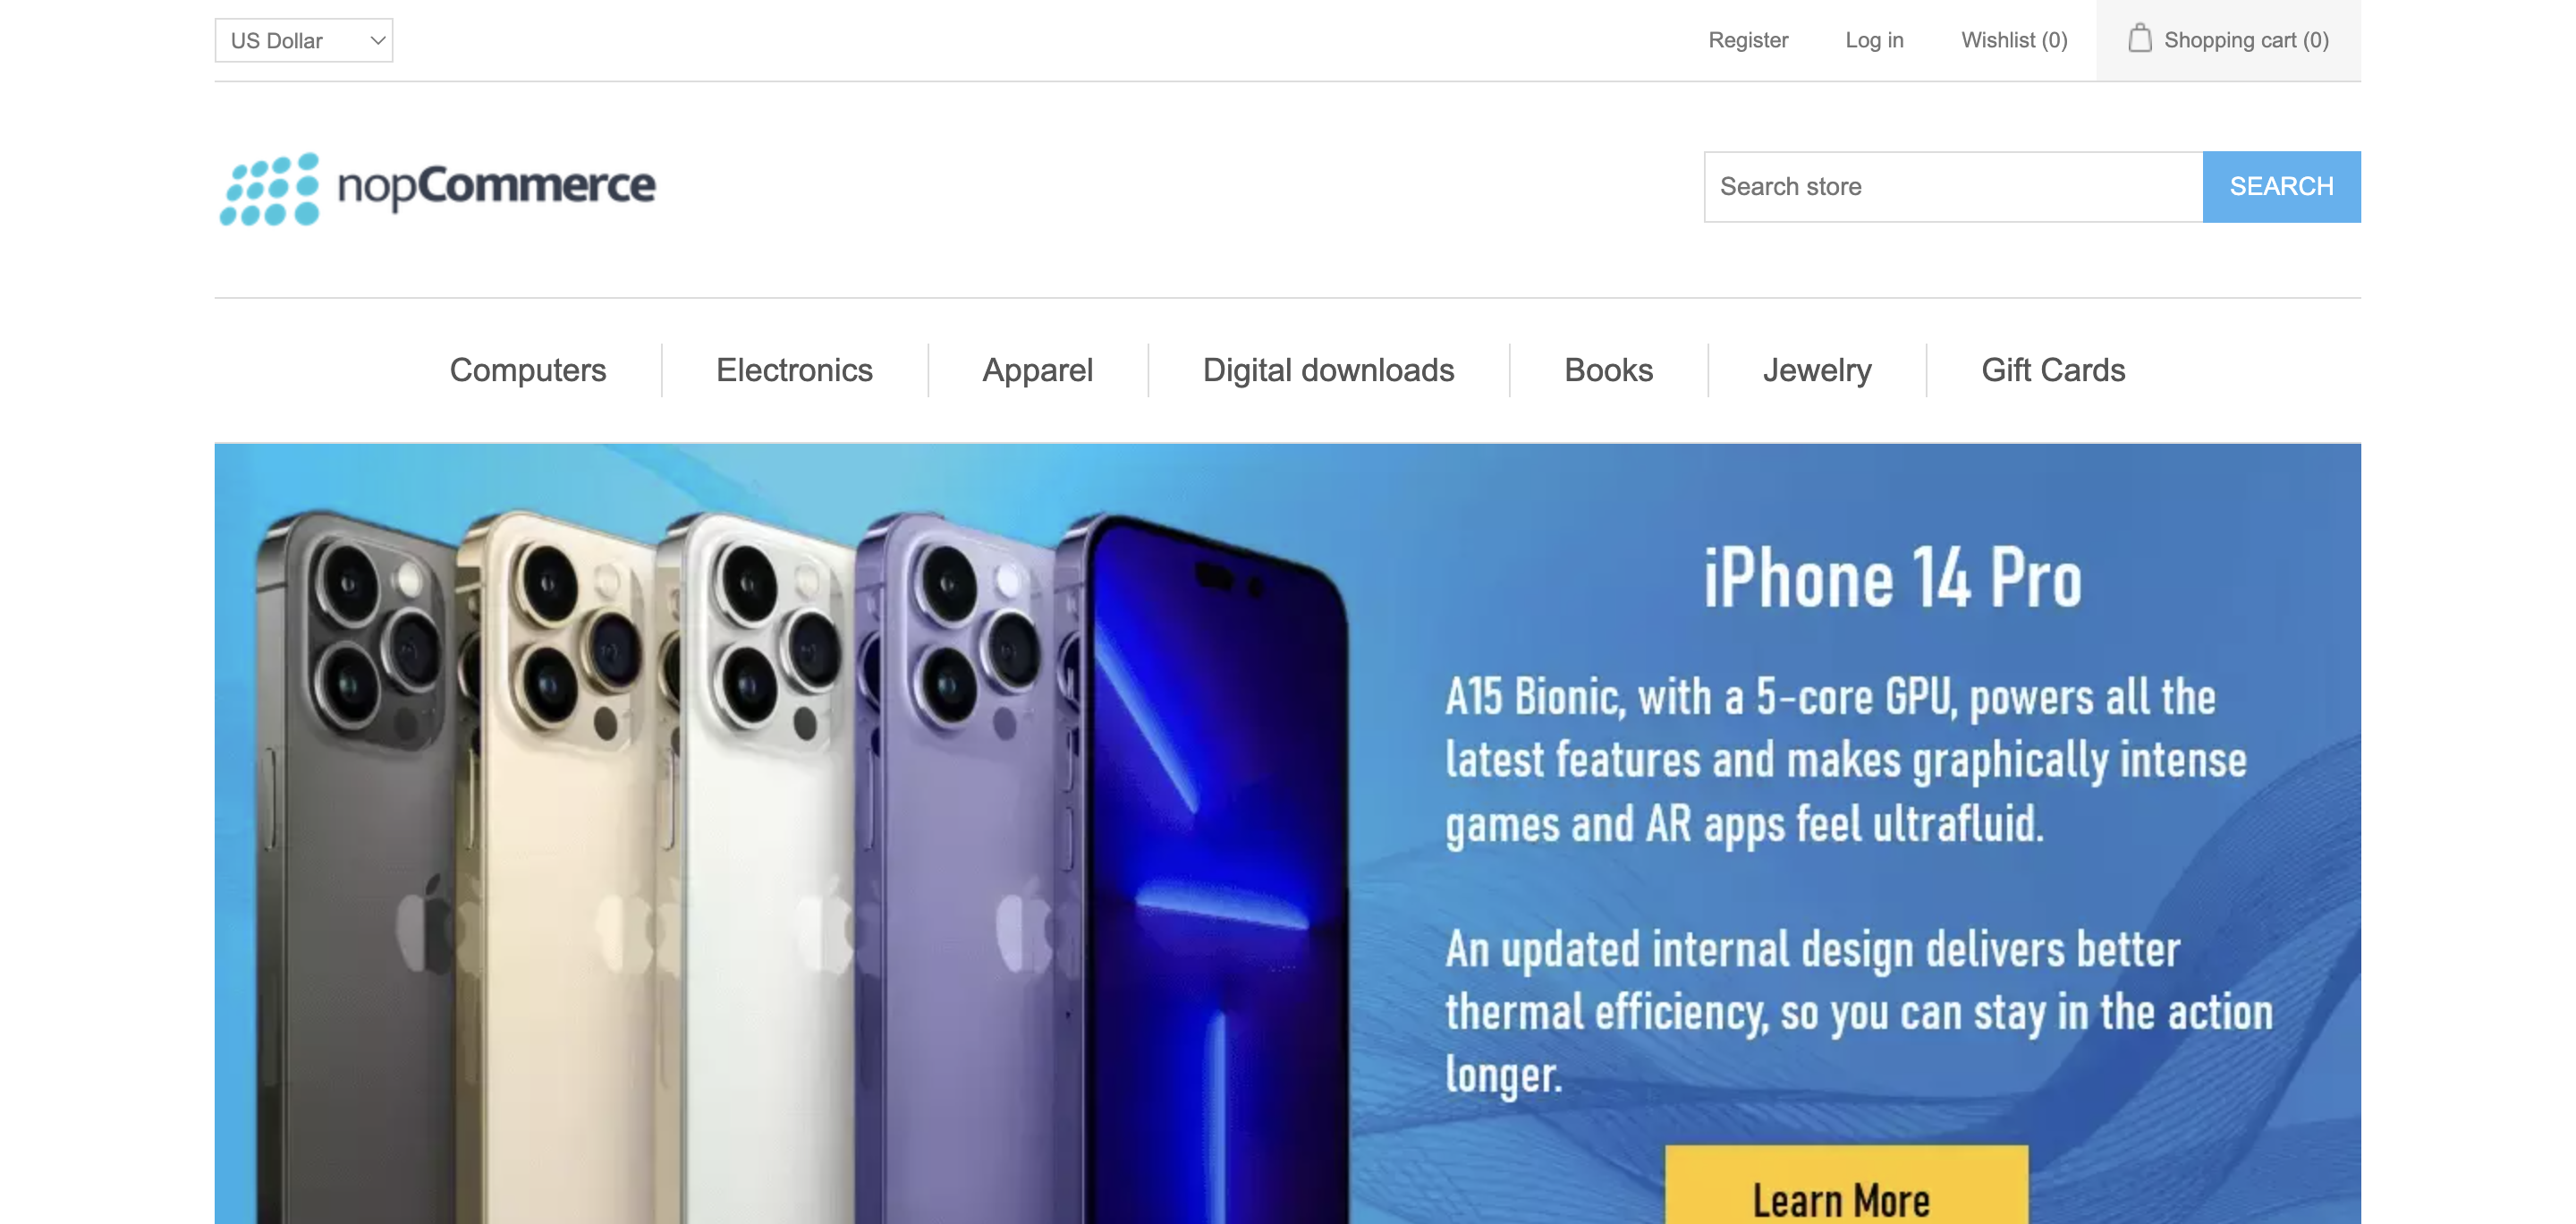 US Dollar
Register
Log in
Wishlist (0)
Shopping cart (0)
nopCommerce
Search store
SEARCH
Computers
Electronics
Apparel
Digital downloads
Books
Jewelry
Gift Cards
iPhone 14 Pro
A15 Bionic, with a 5-core GPU, powers all the
latest features and makes graphically intense
games and AR apps feel ultrafluid.
An updated internal design delivers better
thermal efficiency, so you can stay in the action
longer.
Learn More